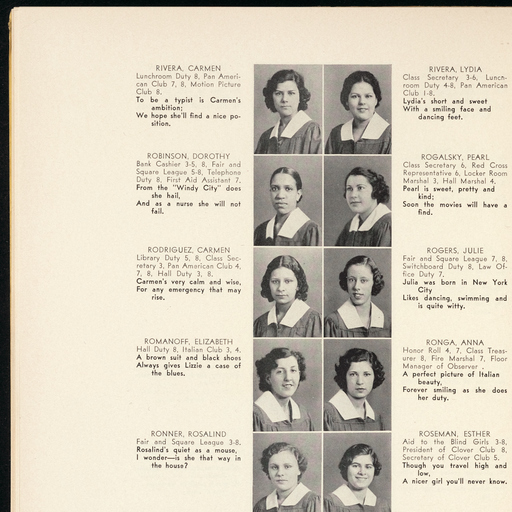 RIVERA, CARMEN
Lunchroom Duty 8, Pan Ameri-
can Club 7, 8, Motion Picture
Club 8.
To be a typist is Carmen's
ambition;
We hope she'll find a nice po-
sition.
ROBINSON, DOROTHY
Bank Cashier 3-5, 8, Fair and
Square League 5-8, Telephone
Duty 8, First Aid Assistant 7.
From the "Windy City" does
she hail,
And as a nurse she will not
fail.
RODRIGUEZ, CARMEN
Library Duty 5, 8, Class Sec-
retary 3, Pan American Club 4,
7, 8, Hall Duty 3, 8.
Carmen's very calm and wise,
For any emergency that may
rise.
ROMANOFF, ELIZABETH
Hall Duty 8, Italian Club 3, 4.
A brown suit and black shoes
Always gives Lizzie a case of
the blues.
RONNER, ROSALIND
Fair and Square League 3-8.
Rosalind's quiet as a mouse,
I wonder—is she that way in
the house?
RIVERA, LYDIA
Class Secretary 3-6, Lunch-
room Duty 4-8, Pan American
Club 1-8.
Lydia's short and sweet
With a smiling face and
dancing feet.
ROGALSKY, PEARL
Class Secretary 6, Red Cross
Representative 6, Locker Room
Marshal 3, Hall Marshal 4.
Pearl is sweet, pretty and
kind;
Soon the movies will have a
find.
ROGERS, JULIE
Fair and Square League 7, 8,
Switchboard Duty 8, Law Of-
fice Duty 7.
Julia was born in New York
City
Likes dancing, swimming and
is quite witty.
RONGA, ANNA
Honor Roll 4, 7, Class Treas-
urer 8, Fire Marshal 7, Floor
Manager of Observer .
A perfect picture of Italian
beauty,
Forever smiling as she does
her duty.
ROSEMAN, ESTHER
Aid to the Blind Girls 3-8,
President of Clover Club 8,
Secretary of Clover Club 5.
Though you travel high and
low,
A nicer girl you'll never know.